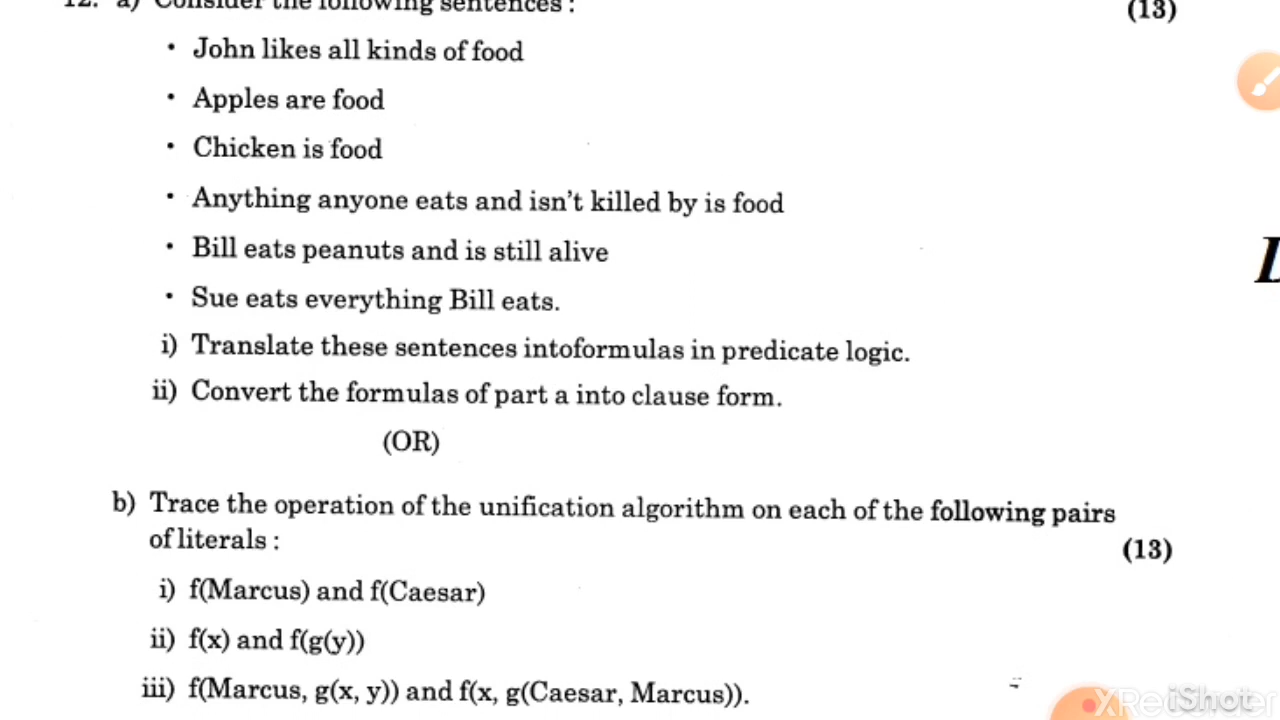 12. a) Consider the following sentences : (13)
• John likes all kinds of food
• Apples are food
• Chicken is food
• Anything anyone eats and isn't killed by is food
• Bill eats peanuts and is still alive
• Sue eats everything Bill eats.
i) Translate these sentences intoformulas in predicate logic.
ii) Convert the formulas of part a into clause form.
(OR)
b) Trace the operation of the unification algorithm on each of the following pairs
of literals : (13)
i) f(Marcus) and f(Caesar)
ii) f(x) and f(g(y))
iii) f(Marcus, g(x, y)) and f(x, g(Caesar, Marcus)).
iShot